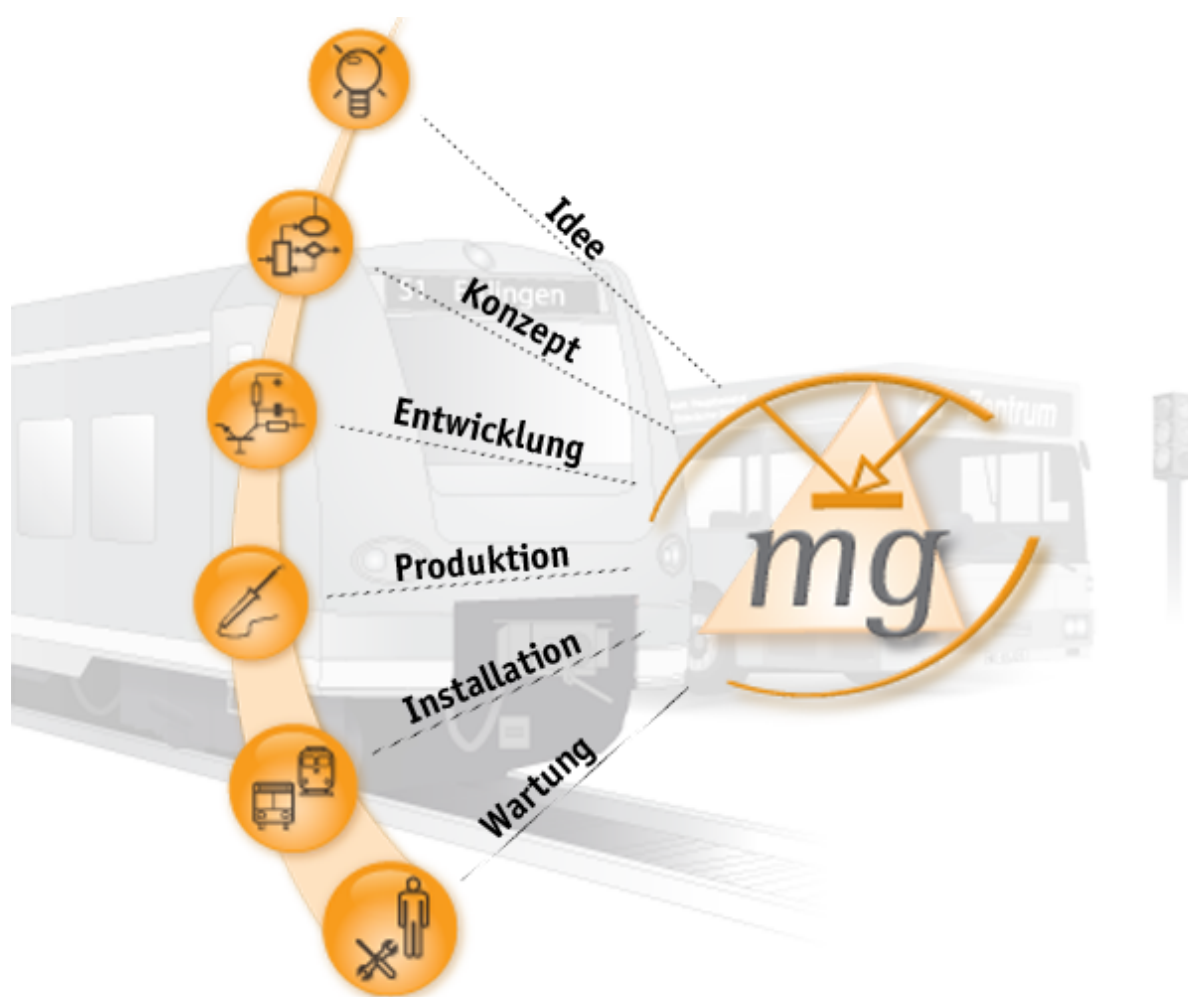 Idee
Konzept
Entwicklung
Produktion
Installation
Wartung
mg
Zentrum